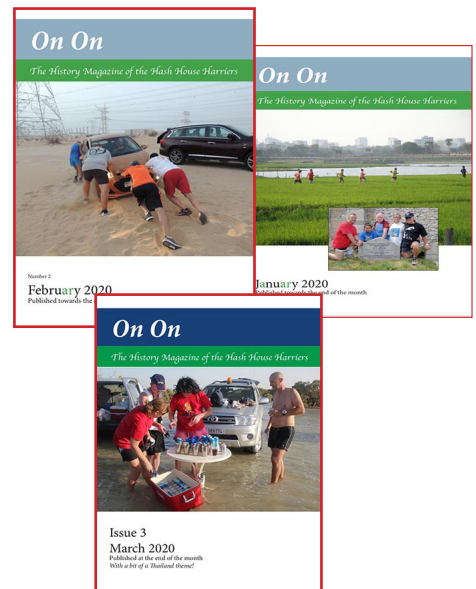 On On
The History Magazine of the Hash House Harriers
Number 2
February 2020
Published towards the
On On
The History Magazine of the Hash House Harriers
January 2020
Published towards the end of the month
On On
The History Magazine of the Hash House Harriers
Issue 3
March 2020
Published at the end of the month
With a bit of a Thailand theme!